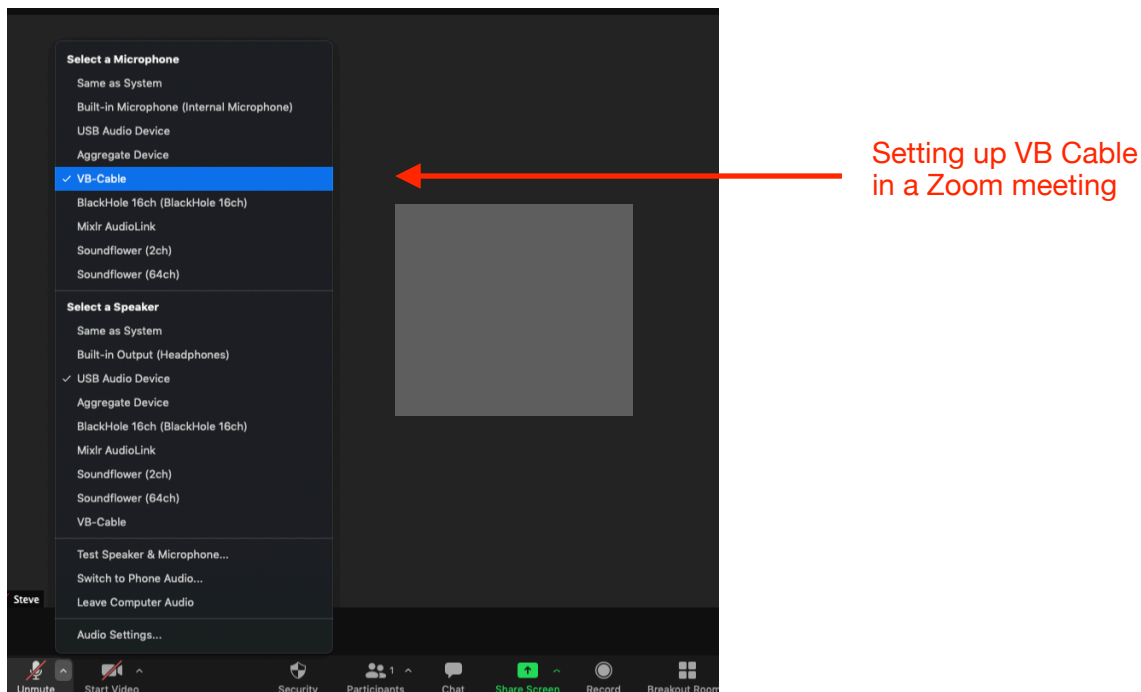 Select a Microphone
Same as System
Built-in Microphone (Internal Microphone)
USB Audio Device
Aggregate Device
✓ VB-Cable
BlackHole 16ch (BlackHole 16ch)
Mixlr AudioLink
Soundflower (2ch)
Soundflower (64ch)
Select a Speaker
Same as System
Built-in Output (Headphones)
✓ USB Audio Device
Aggregate Device
BlackHole 16ch (BlackHole 16ch)
Mixlr AudioLink
Soundflower (2ch)
Soundflower (64ch)
VB-Cable
Test Speaker & Microphone...
Switch to Phone Audio...
Leave Computer Audio
Audio Settings...
Steve
1
Unmute Start Video Security Participants Chat Share Screen Record Breakout Room
Setting up VB Cable
in a Zoom meeting